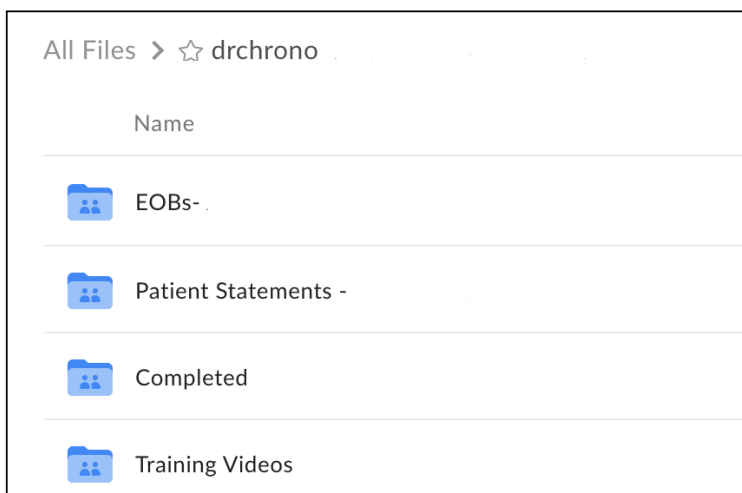 All Files > ☆ drchrono
Name
EOBs-
Patient Statements -
Completed
Training Videos